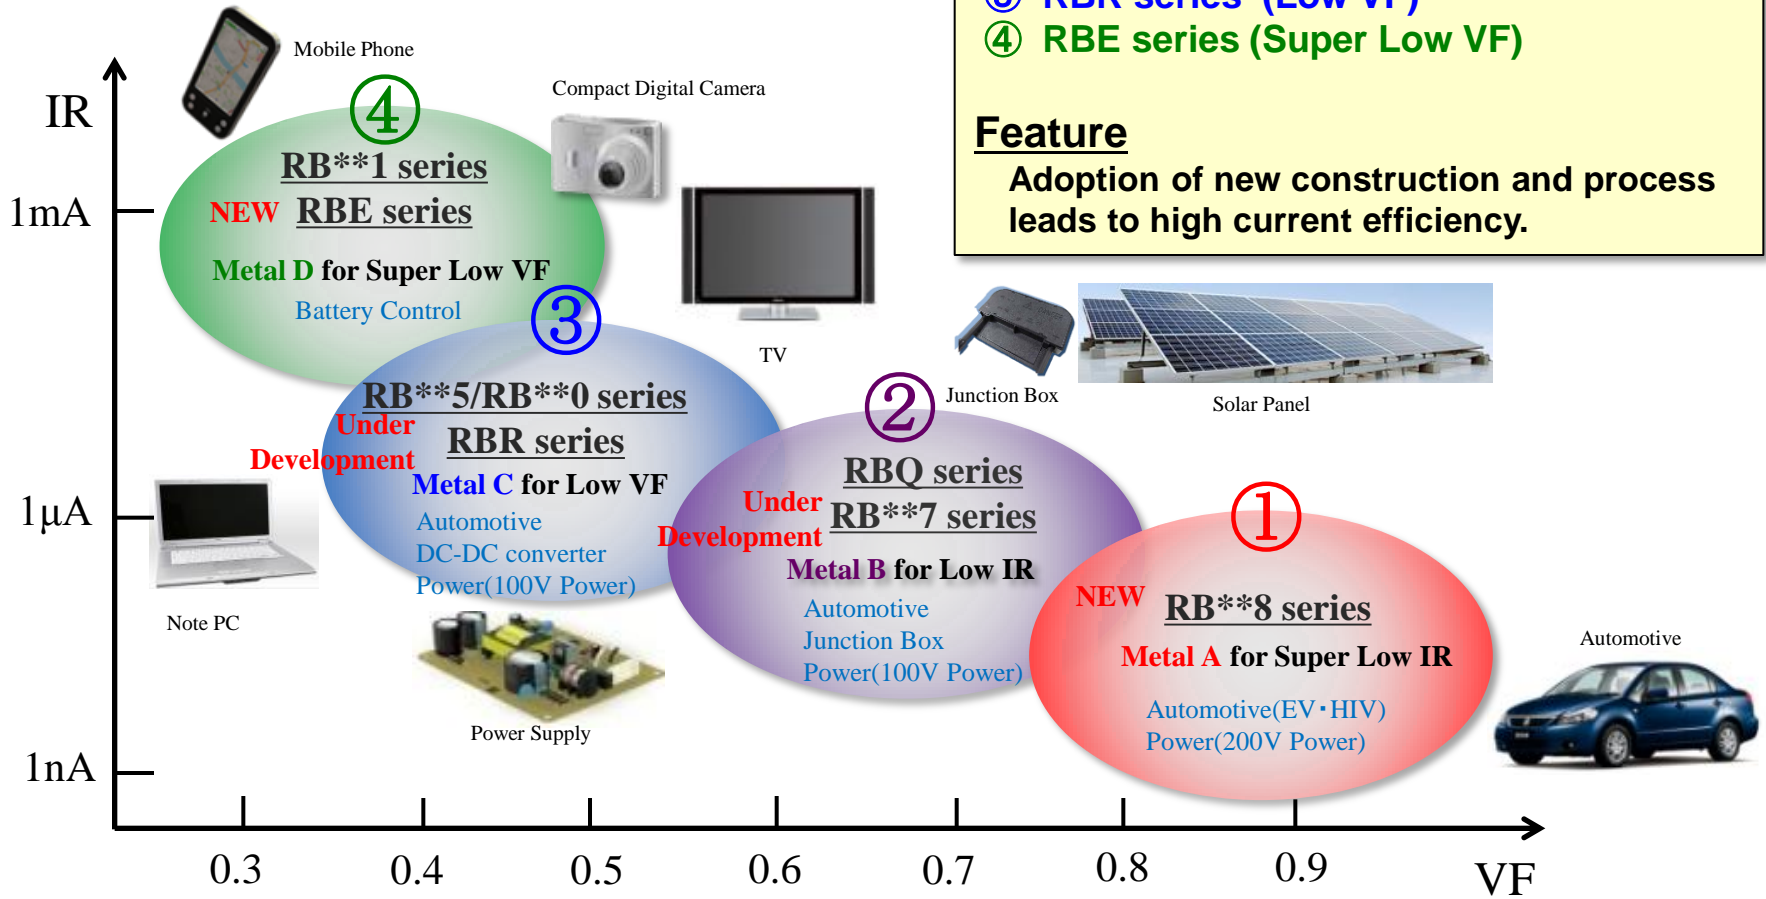 ③ RBR series (Low VF)
④ RBE series (Super Low VF)
Feature
Adoption of new construction and process
leads to high current efficiency.
Mobile Phone
Compact Digital Camera
IR
④
RB**1 series
NEW RBE series
Metal D for Super Low VF
Battery Control
1mA
TV
Junction Box
Solar Panel
③
RB**5/RB**0 series
Under
Development
RBR series
Metal C for Low VF
Automotive
DC-DC converter
Power(100V Power)
②
RBQ series
Under
Development
RB**7 series
Metal B for Low IR
Automotive
Junction Box
Power(100V Power)
①
NEW RB**8 series
Metal A for Super Low IR
Automotive(EV・HIV)
Power(200V Power)
1μA
Note PC
Power Supply
Automotive
1nA
0.3 0.4 0.5 0.6 0.7 0.8 0.9 VF